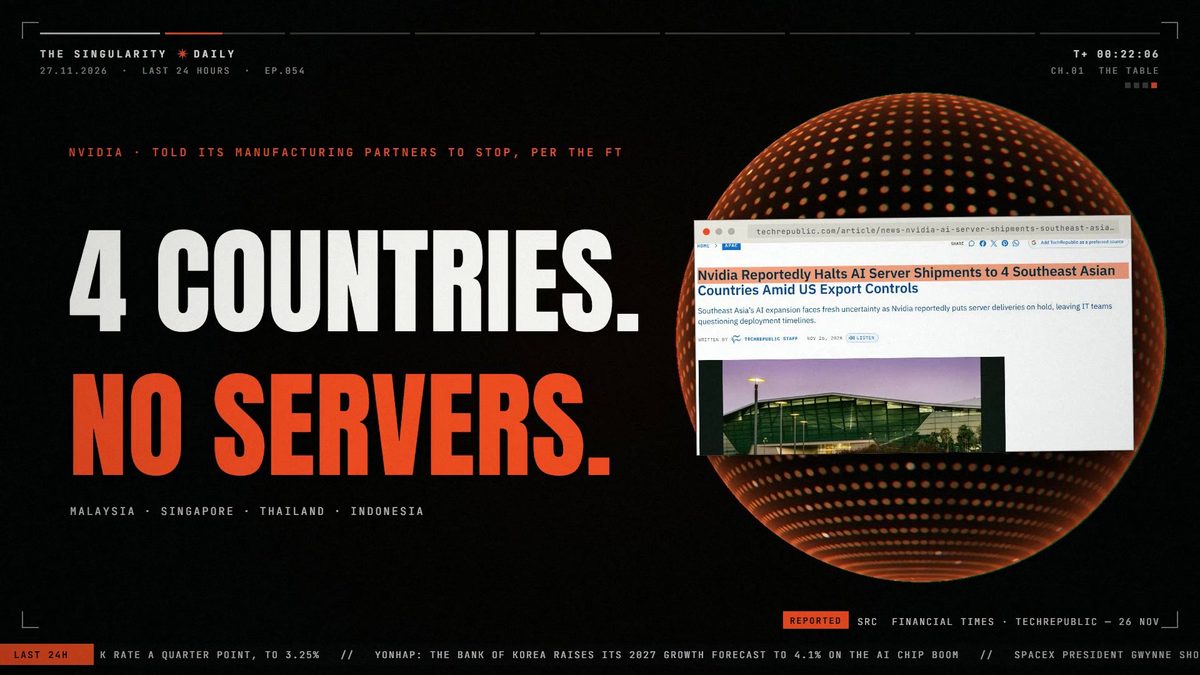 THE SINGULARITY ✷ DAILY
27.11.2026 · LAST 24 HOURS · EP.054
T+ 00:22:06
CH.01 THE TABLE
NVIDIA · TOLD ITS MANUFACTURING PARTNERS TO STOP, PER THE FT
4 COUNTRIES.
NO SERVERS.
MALAYSIA · SINGAPORE · THAILAND · INDONESIA
techrepublic.com/article/news-nvidia-ai-server-shipments-southeast-asia…
HOME > APAC
SHARE
Add TechRepublic as a preferred source
Nvidia Reportedly Halts AI Server Shipments to 4 Southeast Asian
Countries Amid US Export Controls
Southeast Asia's AI expansion faces fresh uncertainty as Nvidia reportedly puts server deliveries on hold, leaving IT teams
questioning deployment timelines.
WRITTEN BY TECHREPUBLIC STAFF NOV 26, 2026 LISTEN
REPORTED SRC FINANCIAL TIMES · TECHREPUBLIC — 26 NOV
LAST 24H K RATE A QUARTER POINT, TO 3.25% // YONHAP: THE BANK OF KOREA RAISES ITS 2027 GROWTH FORECAST TO 4.1% ON THE AI CHIP BOOM // SPACEX PRESIDENT GWYNNE SHO